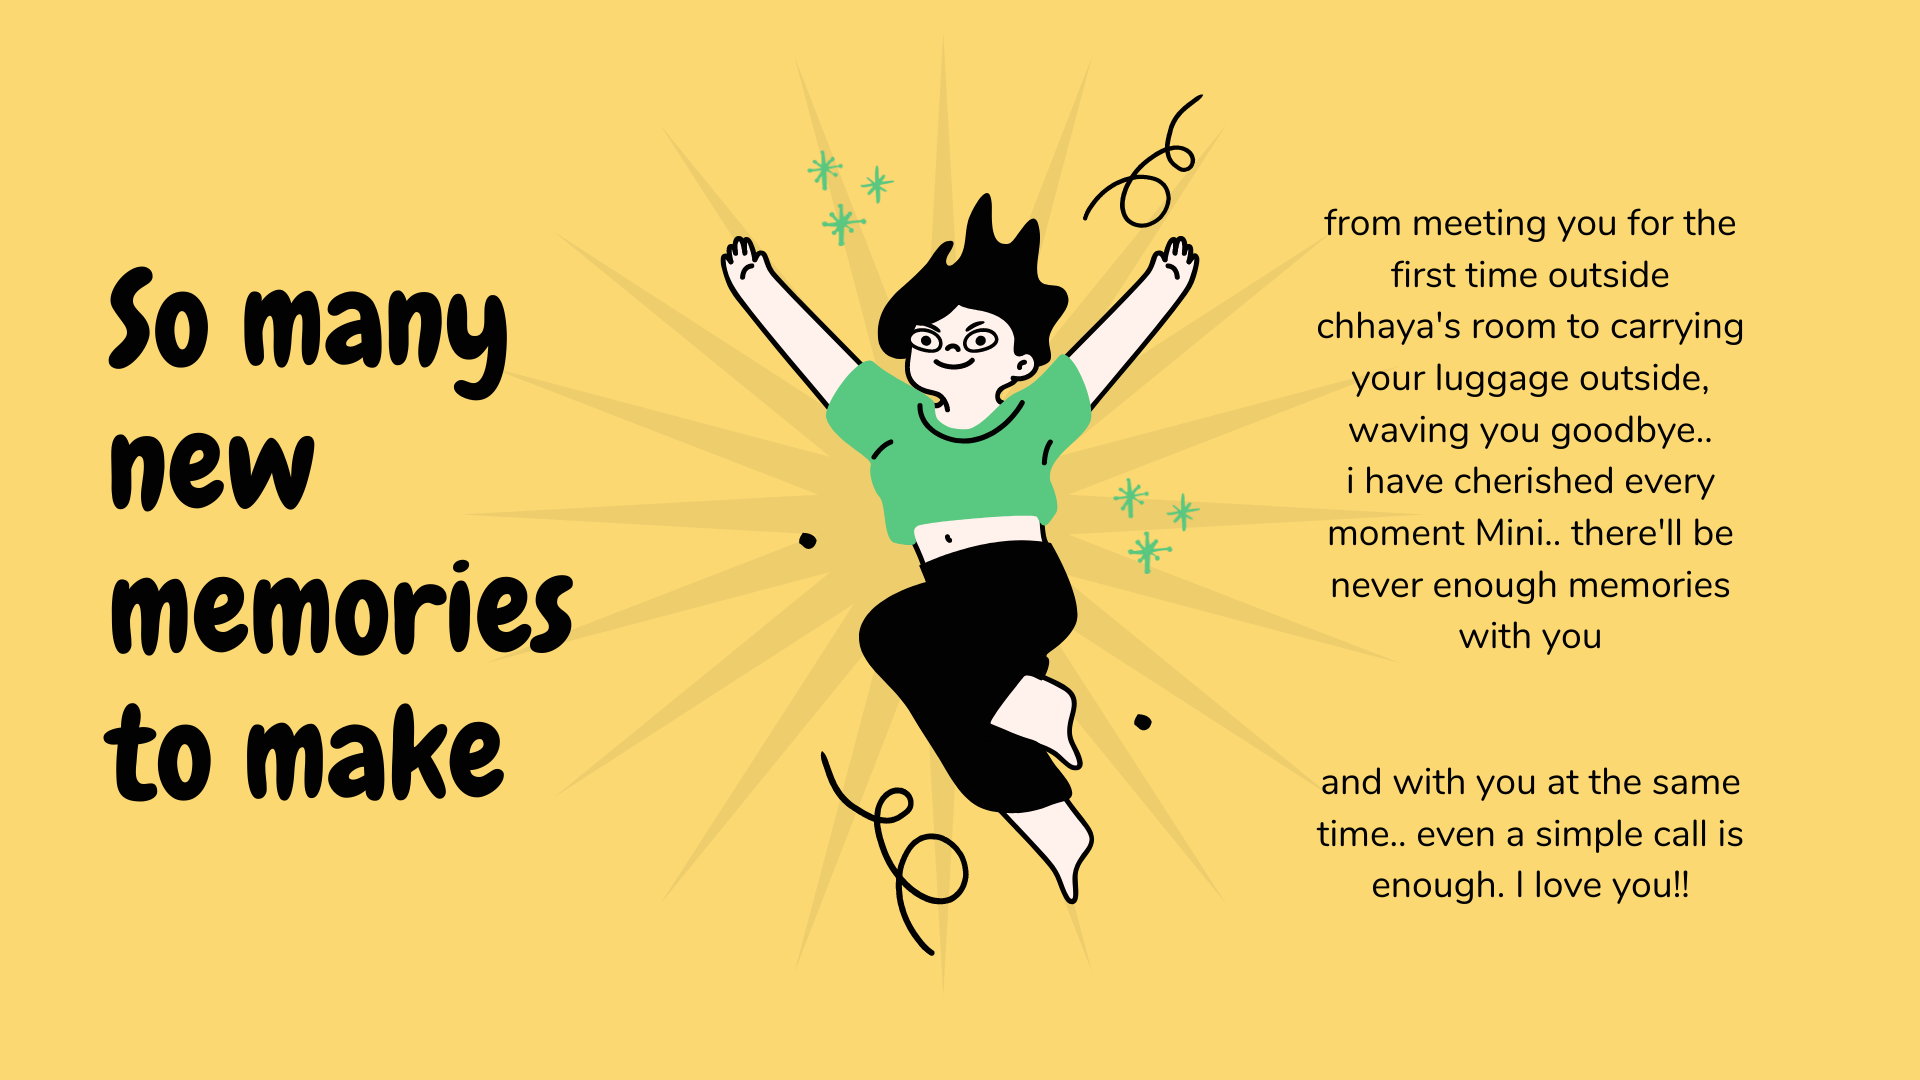 So many
new
memories
to make
from meeting you for the
first time outside
chhaya's room to carrying
your luggage outside,
waving you goodbye..
i have cherished every
moment Mini.. there'll be
never enough memories
with you
and with you at the same
time.. even a simple call is
enough. I love you!!